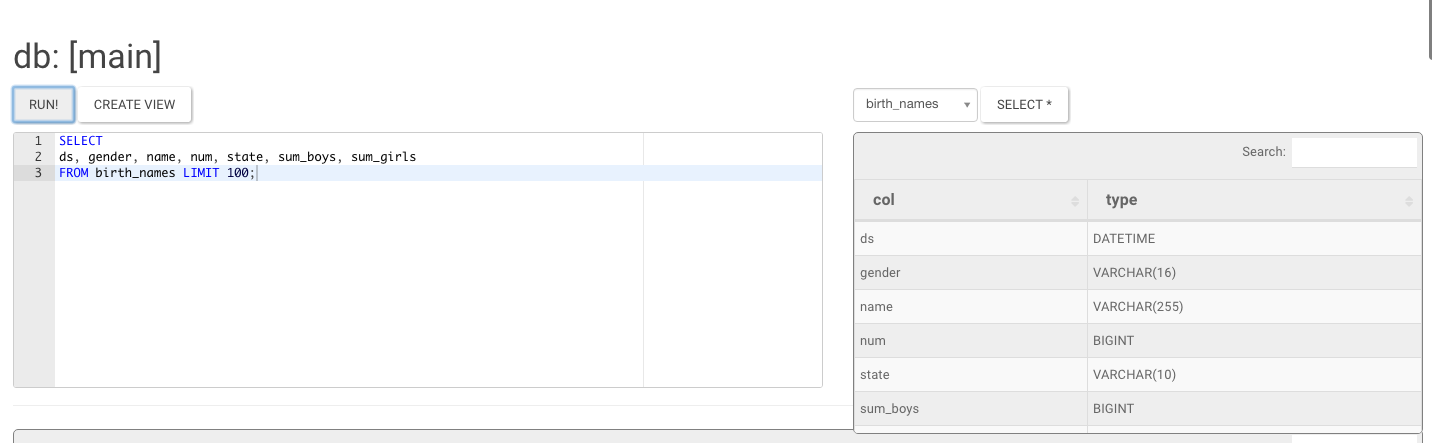 db: [main]
RUN! CREATE VIEW
birth_names SELECT *
1 SELECT
2 ds, gender, name, num, state, sum_boys, sum_girls
3 FROM birth_names LIMIT 100;
Search:
col type
ds DATETIME
gender VARCHAR(16)
name VARCHAR(255)
num BIGINT
state VARCHAR(10)
sum_boys BIGINT